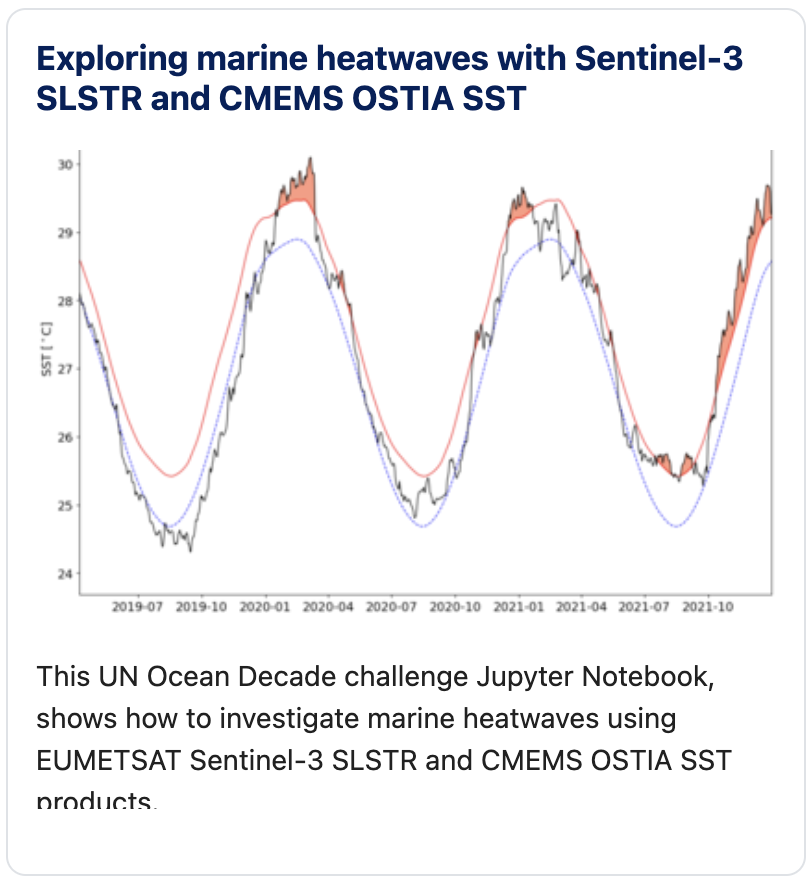 Exploring marine heatwaves with Sentinel-3
SLSTR and CMEMS OSTIA SST
30
29
28
27
26
25
24
SST [ °C]
2019-07 2019-10 2020-01 2020-04 2020-07 2020-10 2021-01 2021-04 2021-07 2021-10
This UN Ocean Decade challenge Jupyter Notebook,
shows how to investigate marine heatwaves using
EUMETSAT Sentinel-3 SLSTR and CMEMS OSTIA SST
products.